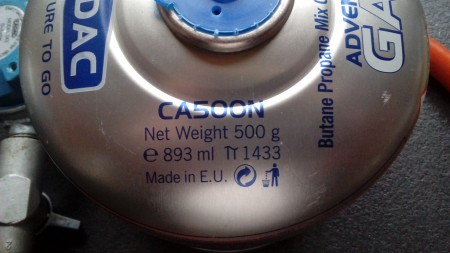 URE TO GO
DAC
CA500N
Net Weight 500 g
e 893 ml π 1433
Made in E.U.
Butane Propane Mix
ADVE
GA